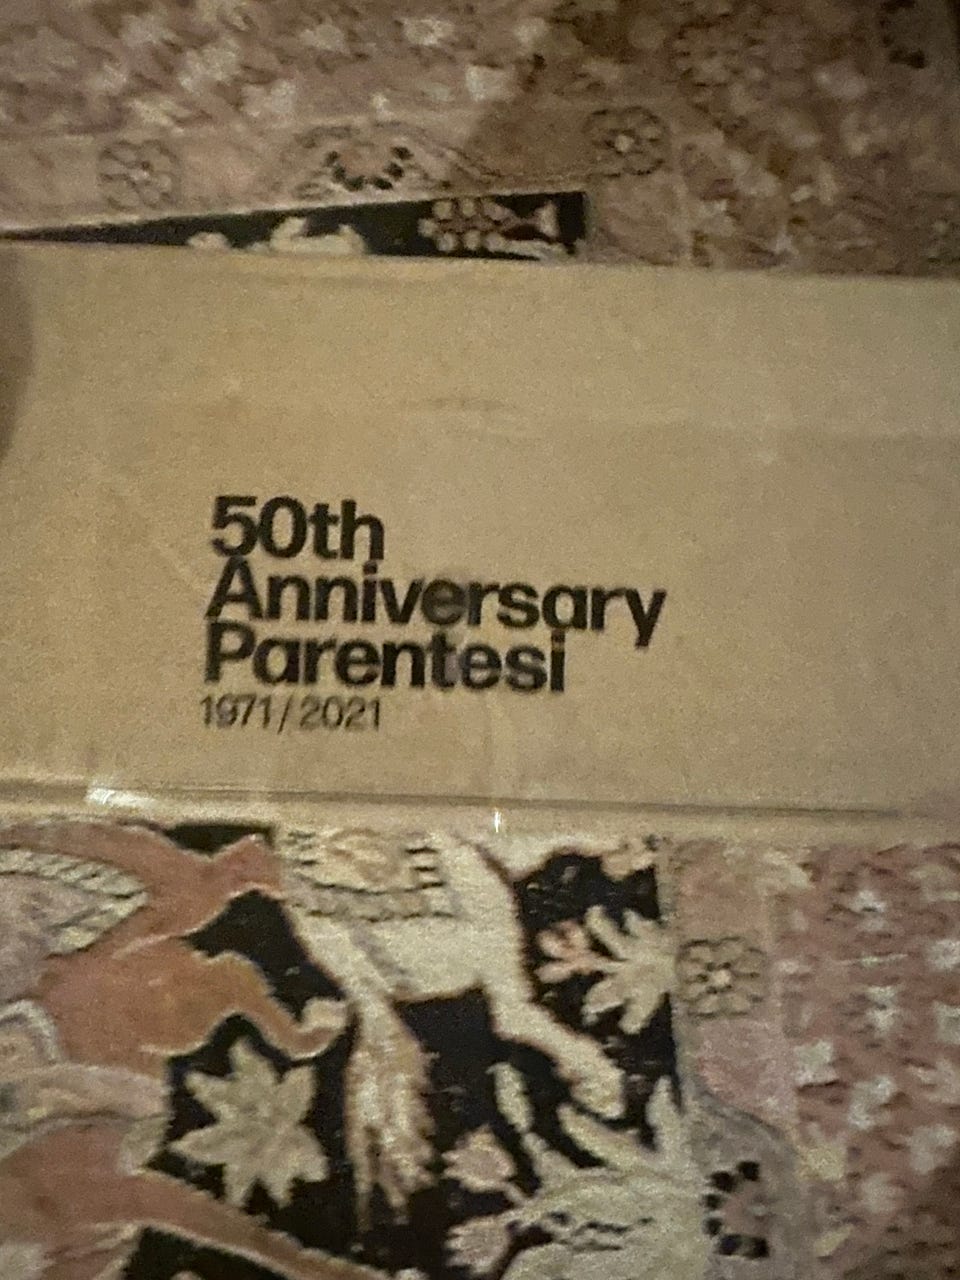 50th
Anniversary
Parentesi
1971/2021